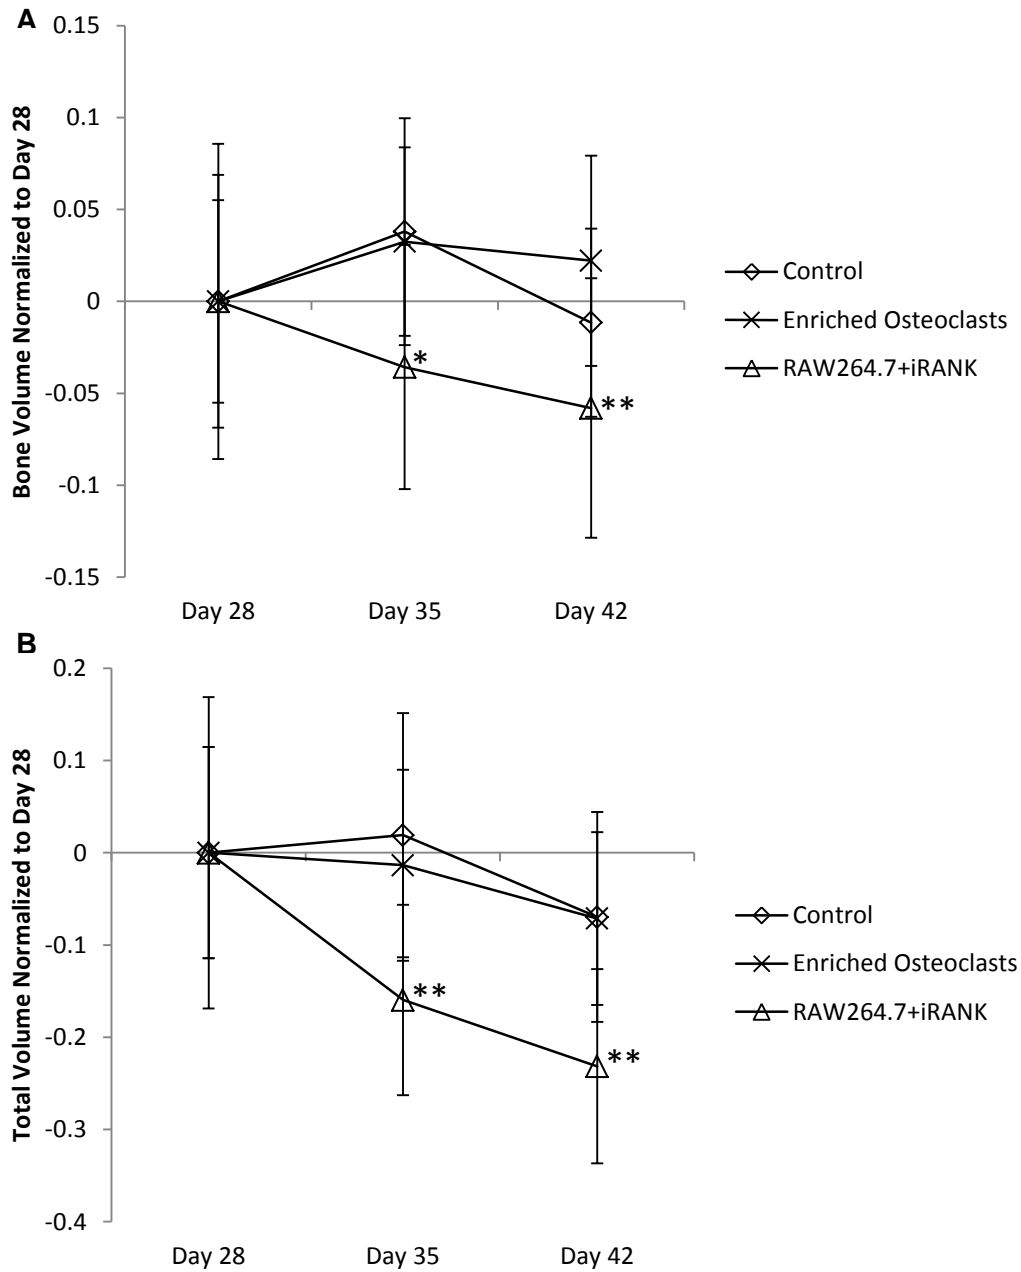 A
0.15
0.1
0.05
0
-0.05
-0.1
-0.15
Bone Volume Normalized to Day 28
*
**
Day 28 Day 35 Day 42
Control
Enriched Osteoclasts
RAW264.7+iRANK
B
0.2
0.1
0
-0.1
-0.2
-0.3
-0.4
Total Volume Normalized to Day 28
**
**
Day 28 Day 35 Day 42
Control
Enriched Osteoclasts
RAW264.7+iRANK